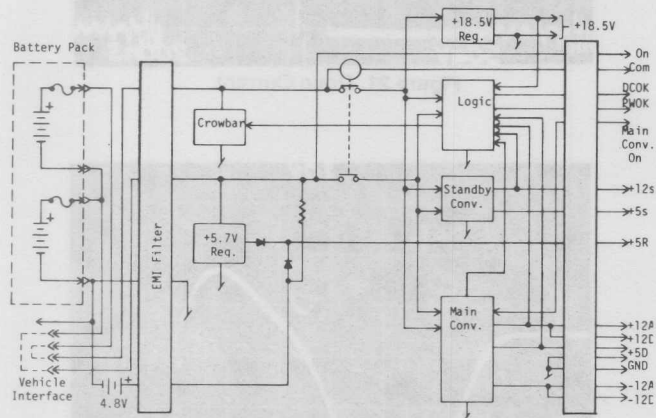 +18.5V
Reg.
+18.5V
Battery Pack
+
+
EMI Filter
Crowbar
+5.7V
Reg.
Logic
Standby
Conv.
Main
Conv.
On
Com
DCOK
PWOK
Main
Conv.
On
+12s
+5s
+5R
+12A
+12D
+5D
GND
-12A
-12D
Vehicle
Interface
+
4.8V